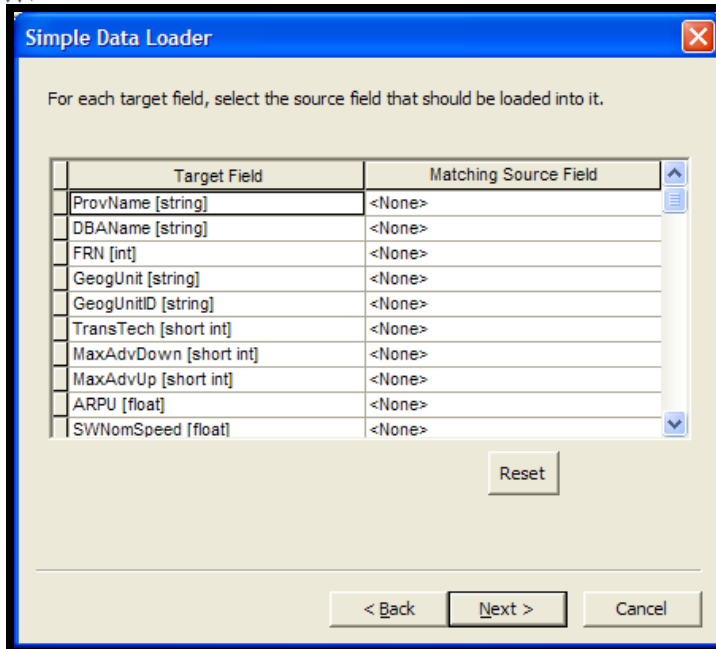 Simple Data Loader
For each target field, select the source field that should be loaded into it.
Target Field Matching Source Field
ProvName [string] <None>
DBAName [string] <None>
FRN [int] <None>
GeogUnit [string] <None>
GeogUnitID [string] <None>
TransTech [short int] <None>
MaxAdvDown [short int] <None>
MaxAdvUp [short int] <None>
ARPU [float] <None>
SWNomSpeed [float] <None>
Reset
< Back Next > Cancel